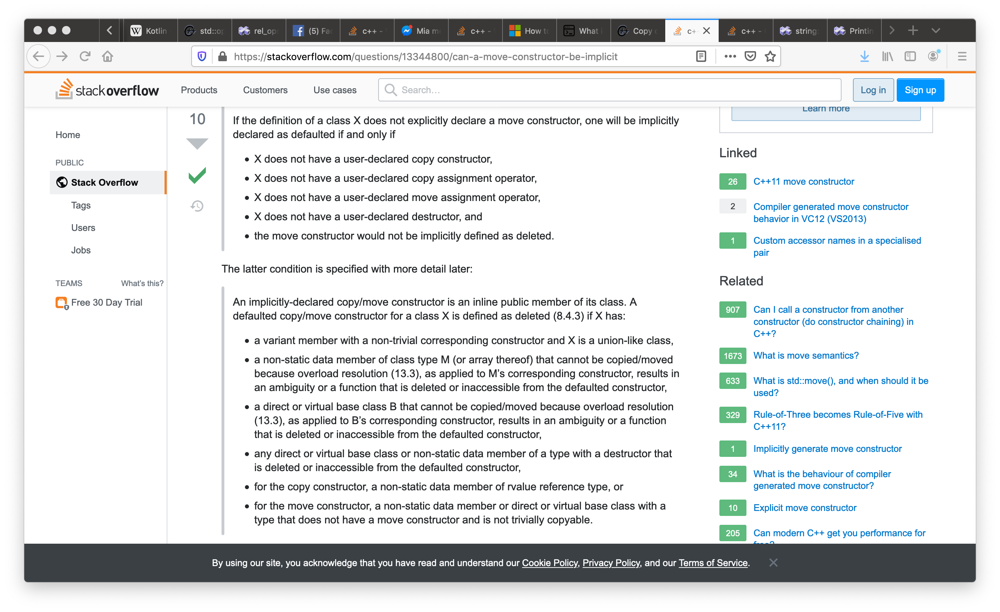 Kotlin
std::op
rel_ops
(5) Fac
c++ -
Mia me
c++ -
How to
What i
Copy c
c+
c++ -
string:
Printin
https://stackoverflow.com/questions/13344800/can-a-move-constructor-be-implicit
stackoverflow
Products
Customers
Use cases
Search…
Log in
Sign up
Home
PUBLIC
Stack Overflow
Tags
Users
Jobs
TEAMS
What's this?
Free 30 Day Trial
10
If the definition of a class X does not explicitly declare a move constructor, one will be implicitly
declared as defaulted if and only if
• X does not have a user-declared copy constructor,
• X does not have a user-declared copy assignment operator,
• X does not have a user-declared move assignment operator,
• X does not have a user-declared destructor, and
• the move constructor would not be implicitly defined as deleted.
The latter condition is specified with more detail later:
An implicitly-declared copy/move constructor is an inline public member of its class. A
defaulted copy/move constructor for a class X is defined as deleted (8.4.3) if X has:
• a variant member with a non-trivial corresponding constructor and X is a union-like class,
• a non-static data member of class type M (or array thereof) that cannot be copied/moved
because overload resolution (13.3), as applied to M’s corresponding constructor, results in
an ambiguity or a function that is deleted or inaccessible from the defaulted constructor,
• a direct or virtual base class B that cannot be copied/moved because overload resolution
(13.3), as applied to B’s corresponding constructor, results in an ambiguity or a function
that is deleted or inaccessible from the defaulted constructor,
• any direct or virtual base class or non-static data member of a type with a destructor that
is deleted or inaccessible from the defaulted constructor,
• for the copy constructor, a non-static data member of rvalue reference type, or
• for the move constructor, a non-static data member or direct or virtual base class with a
type that does not have a move constructor and is not trivially copyable.
Learn more
Linked
26 C++11 move constructor
2 Compiler generated move constructor
behavior in VC12 (VS2013)
1 Custom accessor names in a specialised
pair
Related
907 Can I call a constructor from another
constructor (do constructor chaining) in
C++?
1673 What is move semantics?
633 What is std::move(), and when should it be
used?
329 Rule-of-Three becomes Rule-of-Five with
C++11?
1 Implicitly generate move constructor
34 What is the behaviour of compiler
generated move constructor?
10 Explicit move constructor
205 Can modern C++ get you performance for
free?
By using our site, you acknowledge that you have read and understand our Cookie Policy, Privacy Policy, and our Terms of Service.